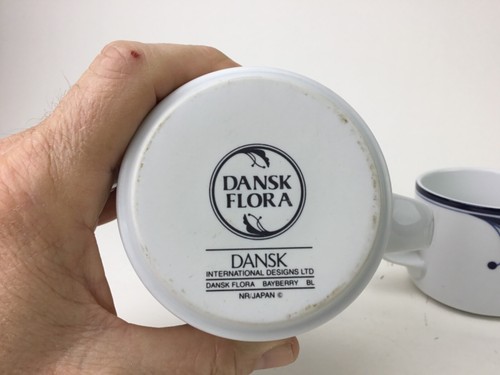 DANSK
FLORA
DANSK
INTERNATIONAL DESIGNS LTD
DANSK FLORA BAYBERRY BL
NR/JAPAN ©